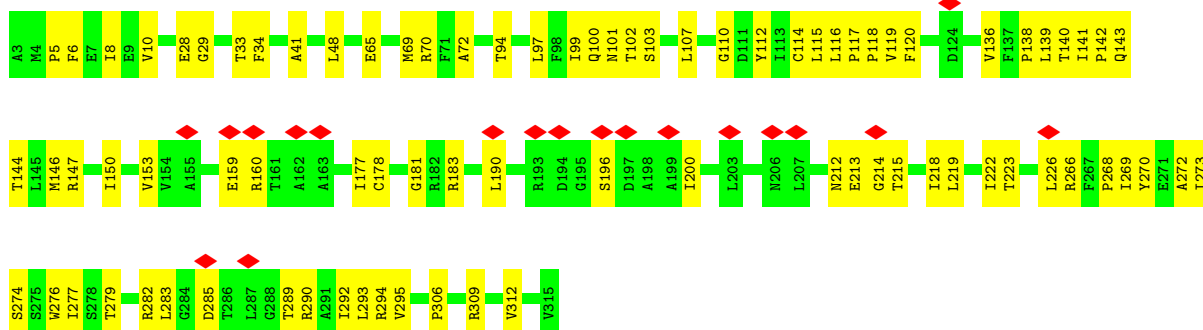 A3 M4 P5 F6 E7 I8 E9 V10 E28 G29 T33 F34 A41 L48 E65 M69 R70 F71 A72 T94 L97 F98 I99 Q100 N101 T102 S103 L107 G110 D111 Y112 I113 C114 L115 L116 P117 P118 V119 F120 D124 V136 F137 P138 L139 T140 I141 P142 Q143
T144 L145 M146 R147 I150 V153 V154 A155 E159 R160 T161 A162 A163 I177 C178 G181 R182 R183 L190 R193 D194 G195 S196 D197 A198 A199 I200 L203 N206 L207 N212 E213 G214 T215 I218 L219 I222 T223 L226 R266 F267 P268 I269 Y270 E271 A272 I273
S274 S275 W276 I277 S278 T279 R282 L283 G284 D285 T286 L287 G288 T289 R290 A291 I292 L293 R294 V295 P306 R309 V312 V315